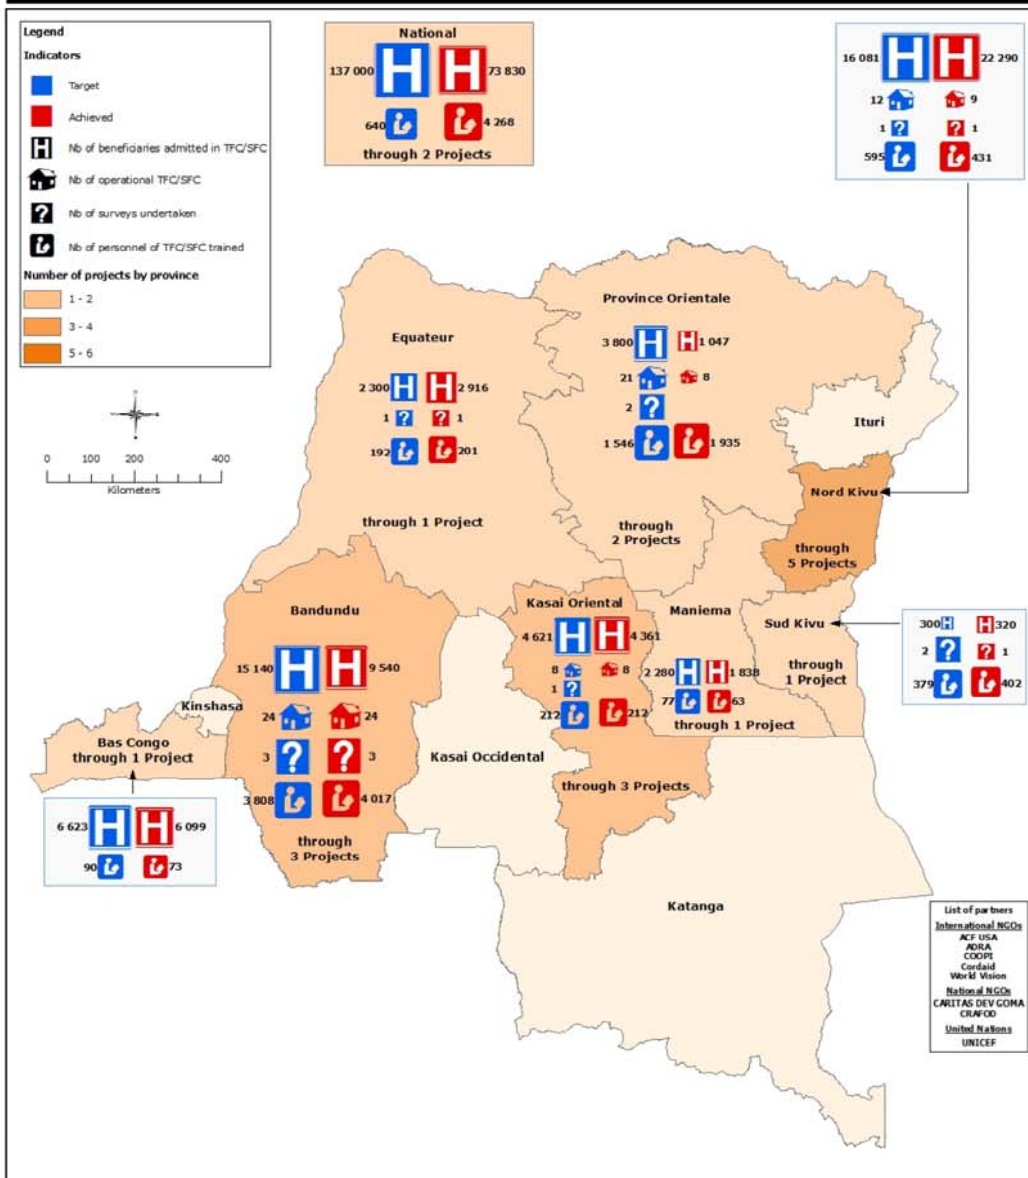 Legend
Indicators
Target
Achieved
Nb of beneficiaries admitted in TFC/SFC
Nb of operational TFC/SFC
Nb of surveys undertaken
Nb of personnel of TFC/SFC trained
Number of projects by province
1 - 2
3 - 4
5 - 6
0 100 200 400
Kilometers
National
137 000 H H 73 830
640 4 268
through 2 Projects
16 081 H H 22 290
12 9
1 ? ? 1
595 431
Province Orientale
3 800 H H 1 047
21 8
2 ?
1 546 1 935
through
2 Projects
Equateur
2 300 H H 2 916
1 ? ? 1
192 201
through 1 Project
Ituri
Nord Kivu
through
5 Projects
Bandundu
15 140 H H 9 540
24 24
3 ? ? 3
3 808 4 017
through
3 Projects
Kasai Oriental
4 621 H H 4 361
8 8
1 ?
212 212
through 3 Projects
Maniema
2 280 H H 1 838
77 63
through 1 Project
Sud Kivu
through
1 Project
300 H H 320
2 ? ? 1
379 402
Kinshasa
Bas Congo
through 1 Project
6 623 H H 6 099
90 73
Kasai Occidental
Katanga
List of partners
International NGOs
ACF USA
ADRA
COOPI
Cordaid
World Vision
National NGOs
CARITAS DEV GOMA
CRAFOD
United Nations
UNICEF